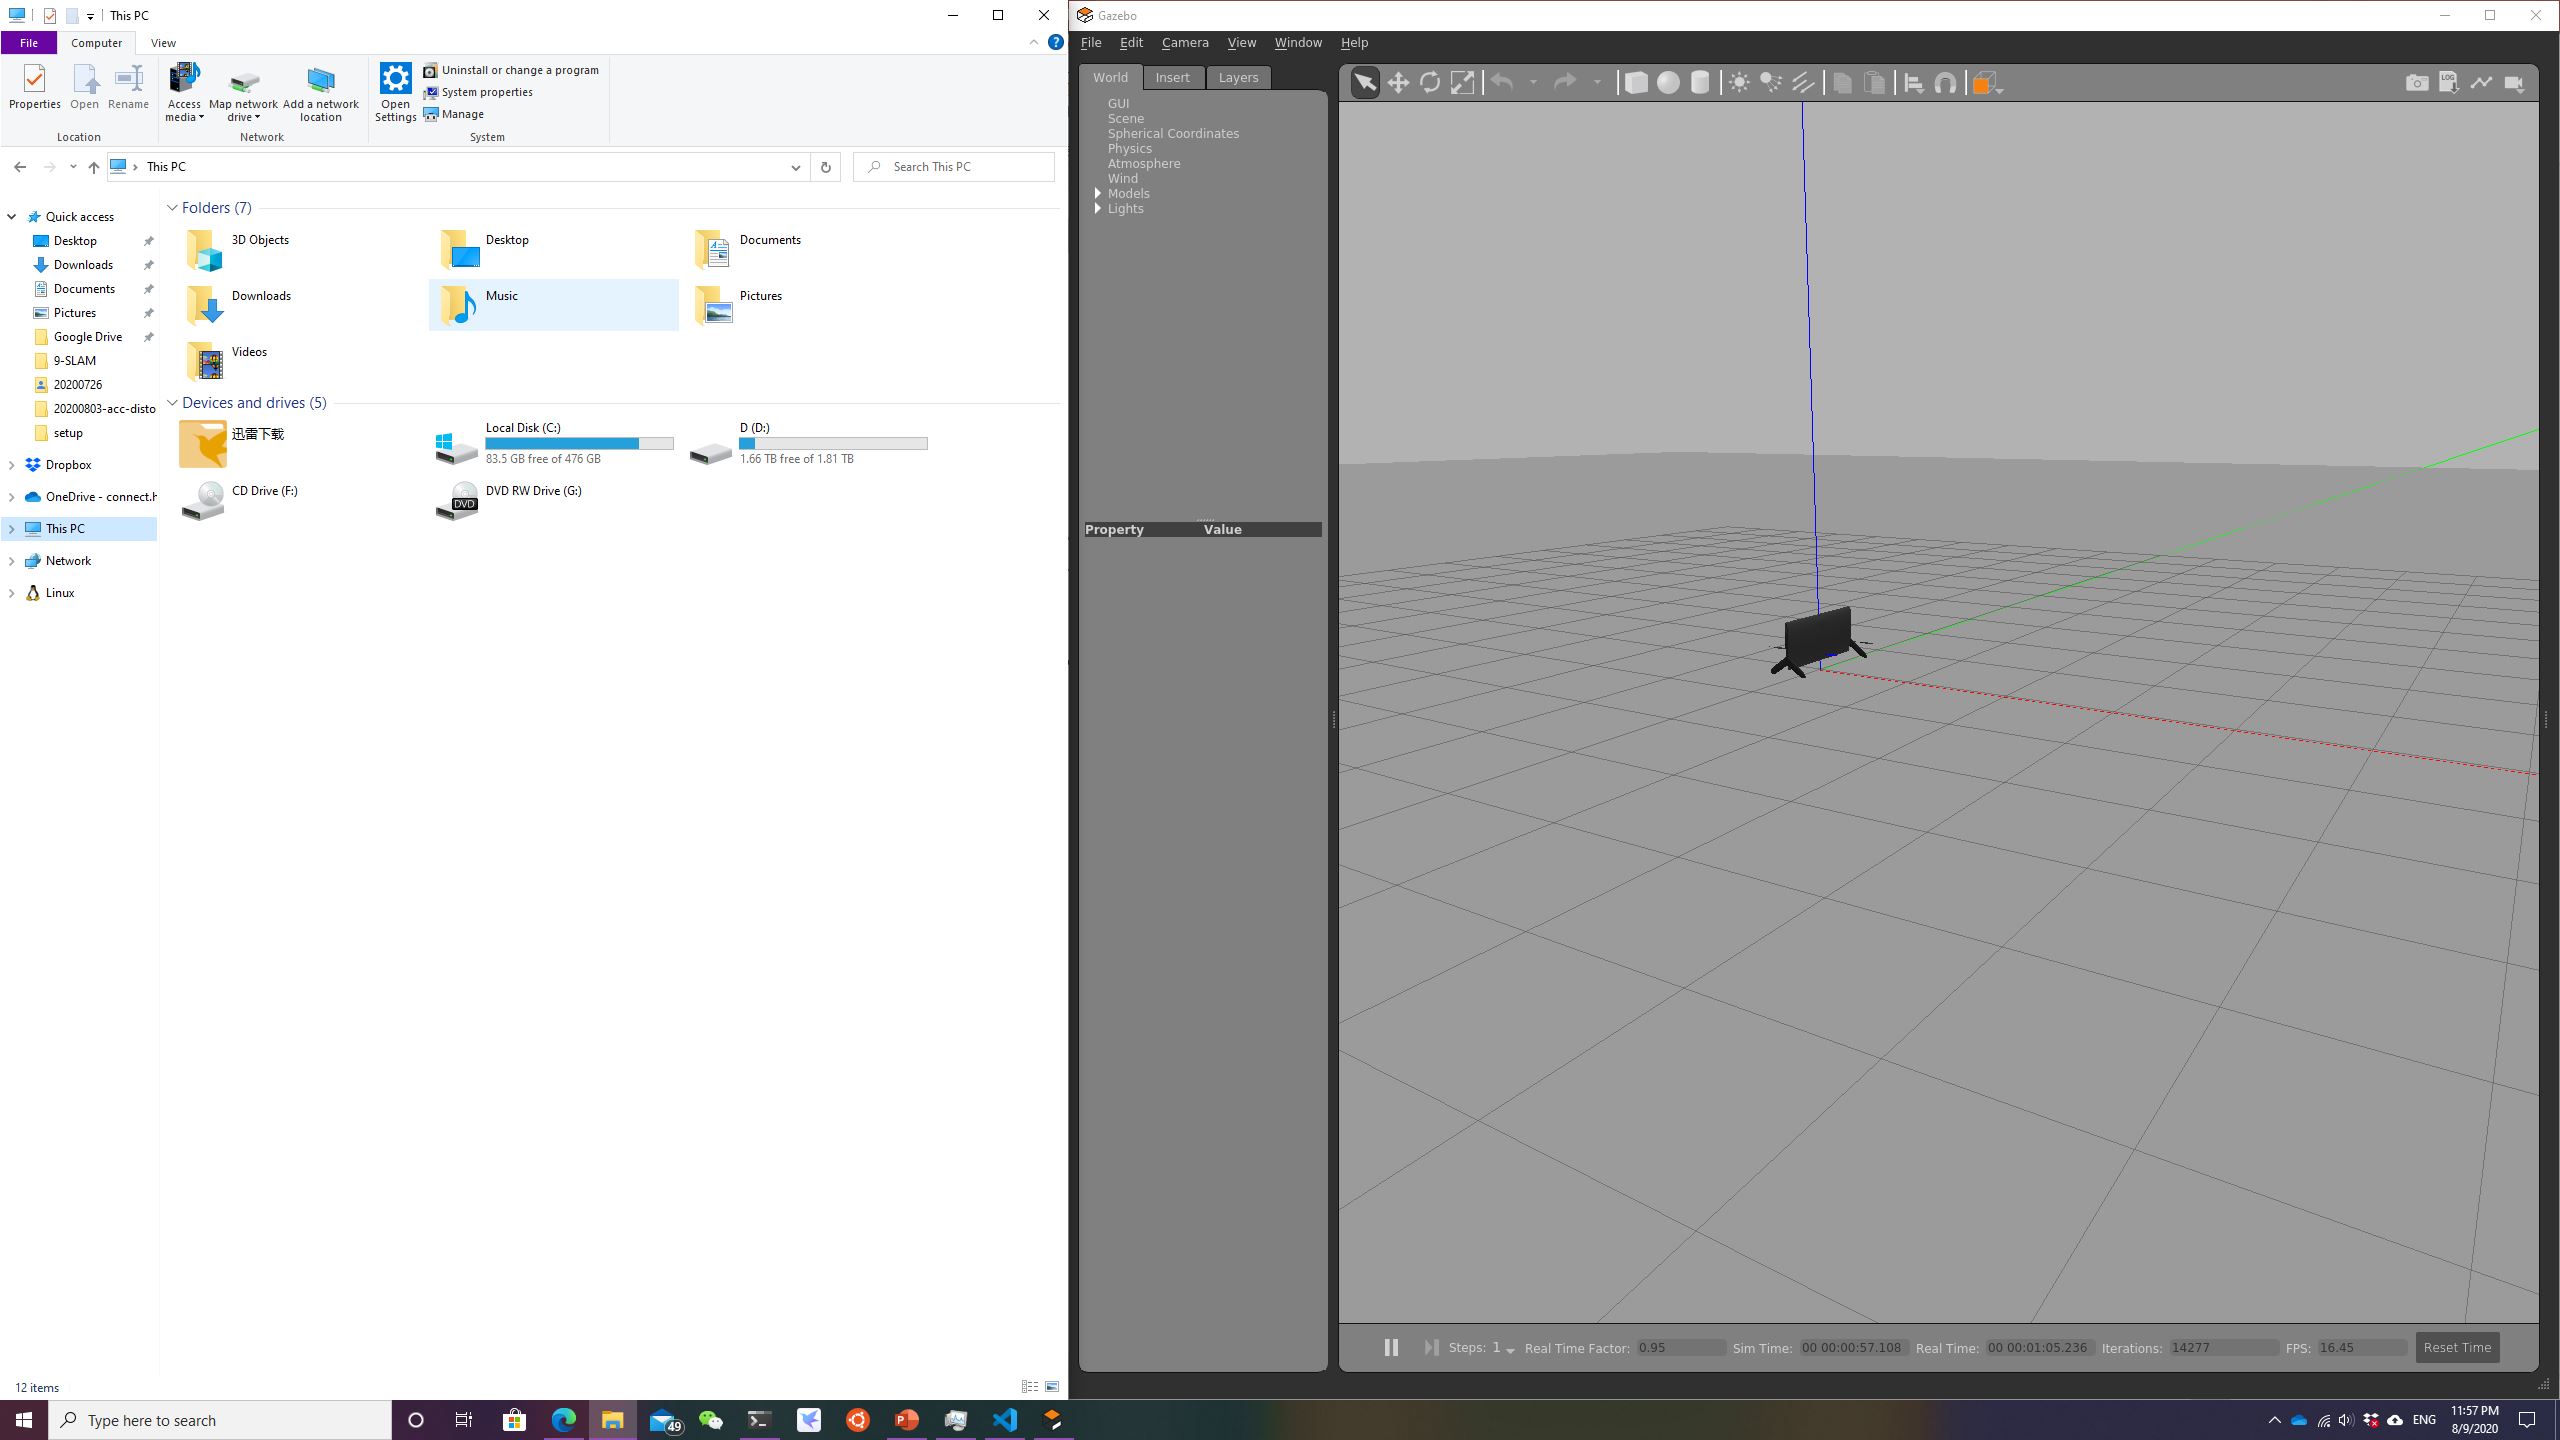 This PC
File
Computer
View
Properties
Open
Rename
Access media
Map network drive
Add a network location
Open Settings
Uninstall or change a program
System properties
Manage
Location
Network
System
This PC
Search This PC
Quick access
Desktop
Downloads
Documents
Pictures
Google Drive
9-SLAM
20200726
20200803-acc-disto
setup
Dropbox
OneDrive - connect.h
This PC
Network
Linux
Folders (7)
3D Objects
Desktop
Documents
Downloads
Music
Pictures
Videos
Devices and drives (5)
迅雷下载
Local Disk (C:)
83.5 GB free of 476 GB
D (D:)
1.66 TB free of 1.81 TB
CD Drive (F:)
DVD RW Drive (G:)
DVD
12 items
Gazebo
File Edit Camera View Window Help
World Insert Layers
LOG
GUI
Scene
Spherical Coordinates
Physics
Atmosphere
Wind
Models
Lights
Property Value
Steps: 1 Real Time Factor: 0.95 Sim Time: 00 00:00:57.108 Real Time: 00 00:01:05.236 Iterations: 14277 FPS: 16.45 Reset Time
Type here to search
49
ENG
11:57 PM
8/9/2020